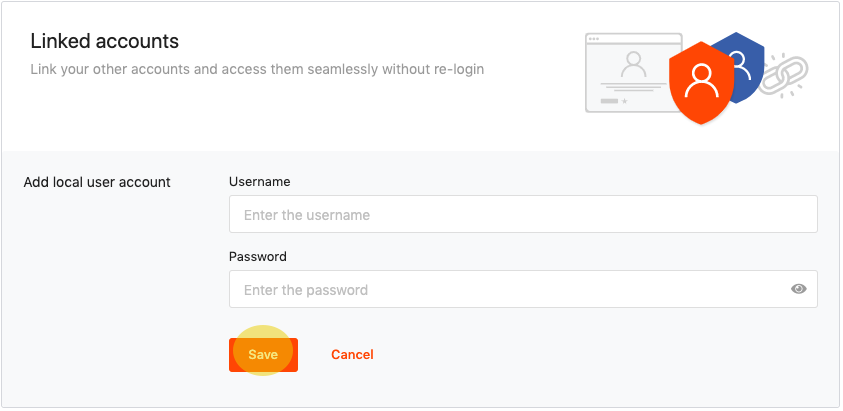 Linked accounts
Link your other accounts and access them seamlessly without re-login
Add local user account
Username
Enter the username
Password
Enter the password
Save
Cancel